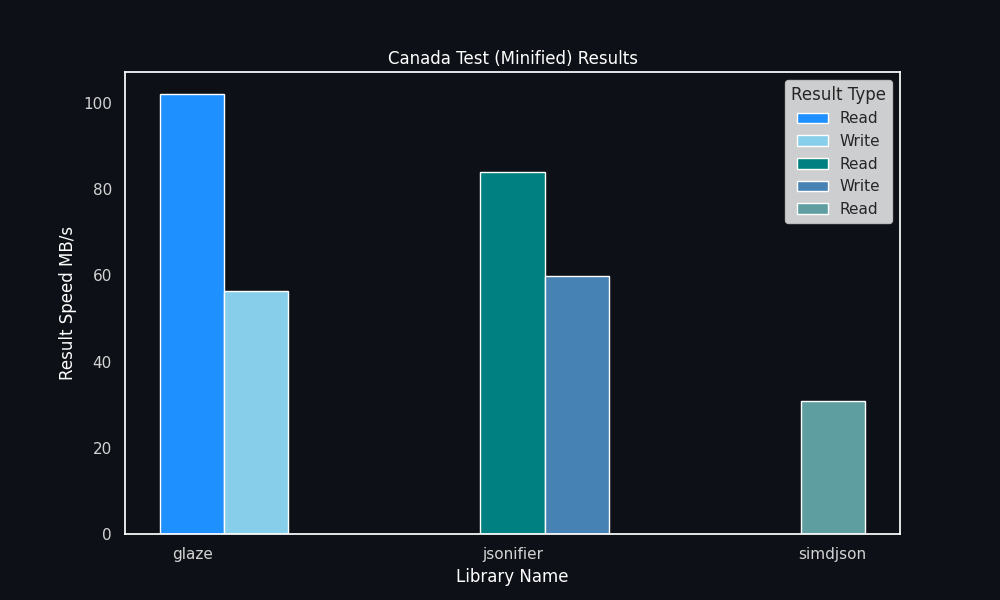 Canada Test (Minified) Results
Result Speed MB/s
100
80
60
40
20
0
Result Type
Read
Write
Read
Write
Read
glaze
jsonifier
simdjson
Library Name